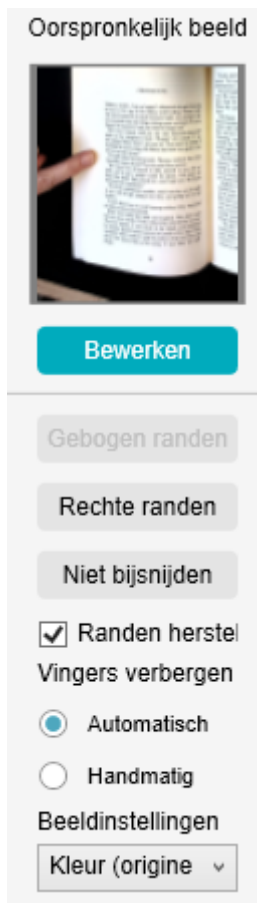 Oorspronkelijk beeld
Bewerken
Gebogen randen
Rechte randen
Niet bijsnijden
Randen herstel
Vingers verbergen
Automatisch
Handmatig
Beeldinstellingen
Kleur (origine